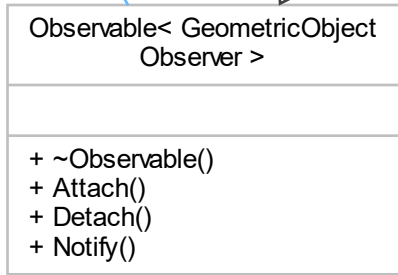 Observable< GeometricObject
Observer >
+ ~Observable()
+ Attach()
+ Detach()
+ Notify()